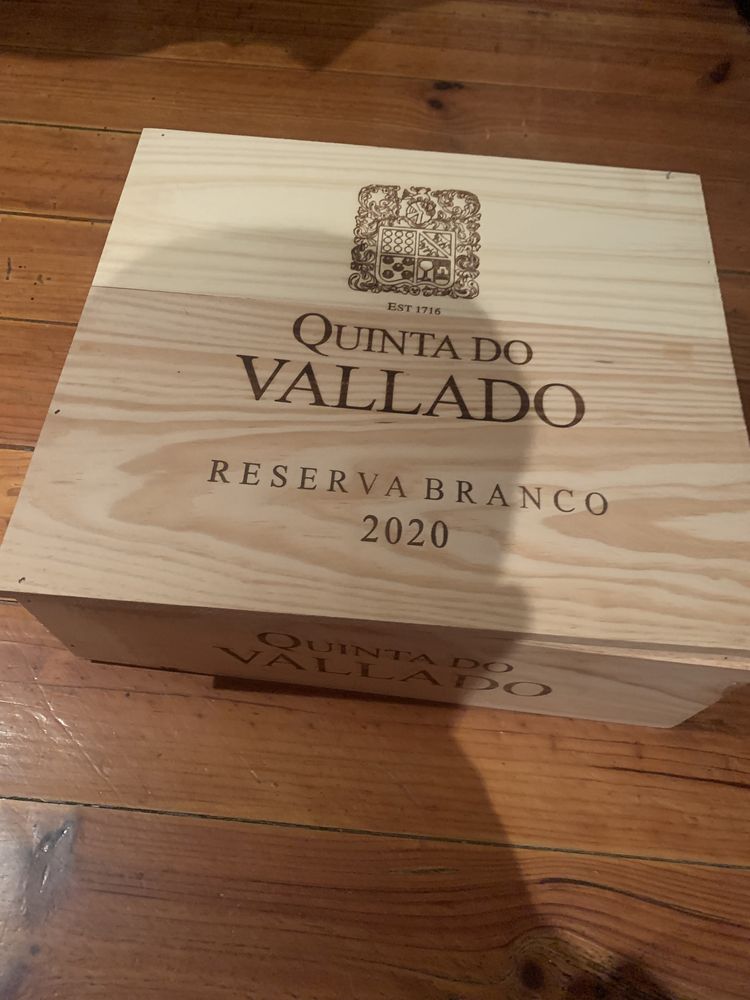 EST 1716
QUINTA DO
VALLADO
RESERVA BRANCO
2020
QUINTA DO
VALLADO